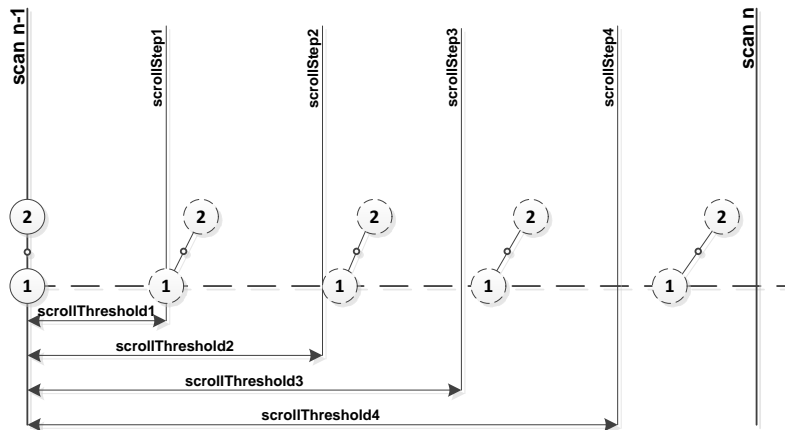 scan n-1
scrollStep1
scrollStep2
scrollStep3
scrollStep4
scan n
2
2
2
2
2
1
1
1
1
1
scrollThreshold1
scrollThreshold2
scrollThreshold3
scrollThreshold4